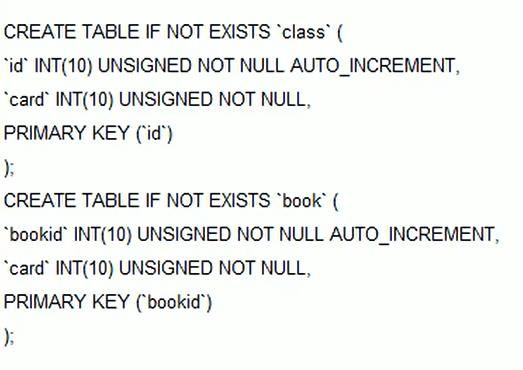 CREATE TABLE IF NOT EXISTS `class` (
`id` INT(10) UNSIGNED NOT NULL AUTO_INCREMENT,
`card` INT(10) UNSIGNED NOT NULL,
PRIMARY KEY (`id`)
);
CREATE TABLE IF NOT EXISTS `book` (
`bookid` INT(10) UNSIGNED NOT NULL AUTO_INCREMENT,
`card` INT(10) UNSIGNED NOT NULL,
PRIMARY KEY (`bookid`)
);